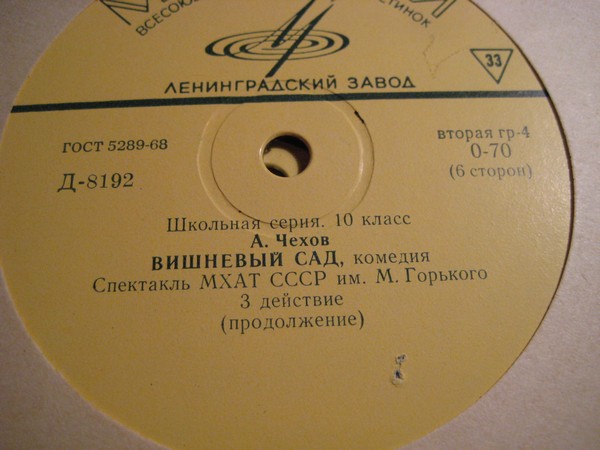 ЛЕНИНГРАДСКИЙ ЗАВОД
33
ГОСТ 5289-68
Д-8192
вторая гр-4
0-70
(6 сторон)
Школьная серия. 10 класс
А. Чехов
ВИШНЕВЫЙ САД, комедия
Спектакль МХАТ СССР им. М. Горького
3 действие
(продолжение)